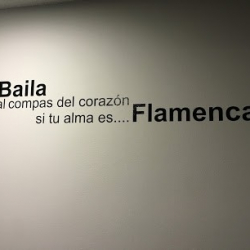 Baila
al compas del corazón
si tu alma es....
Flamenca